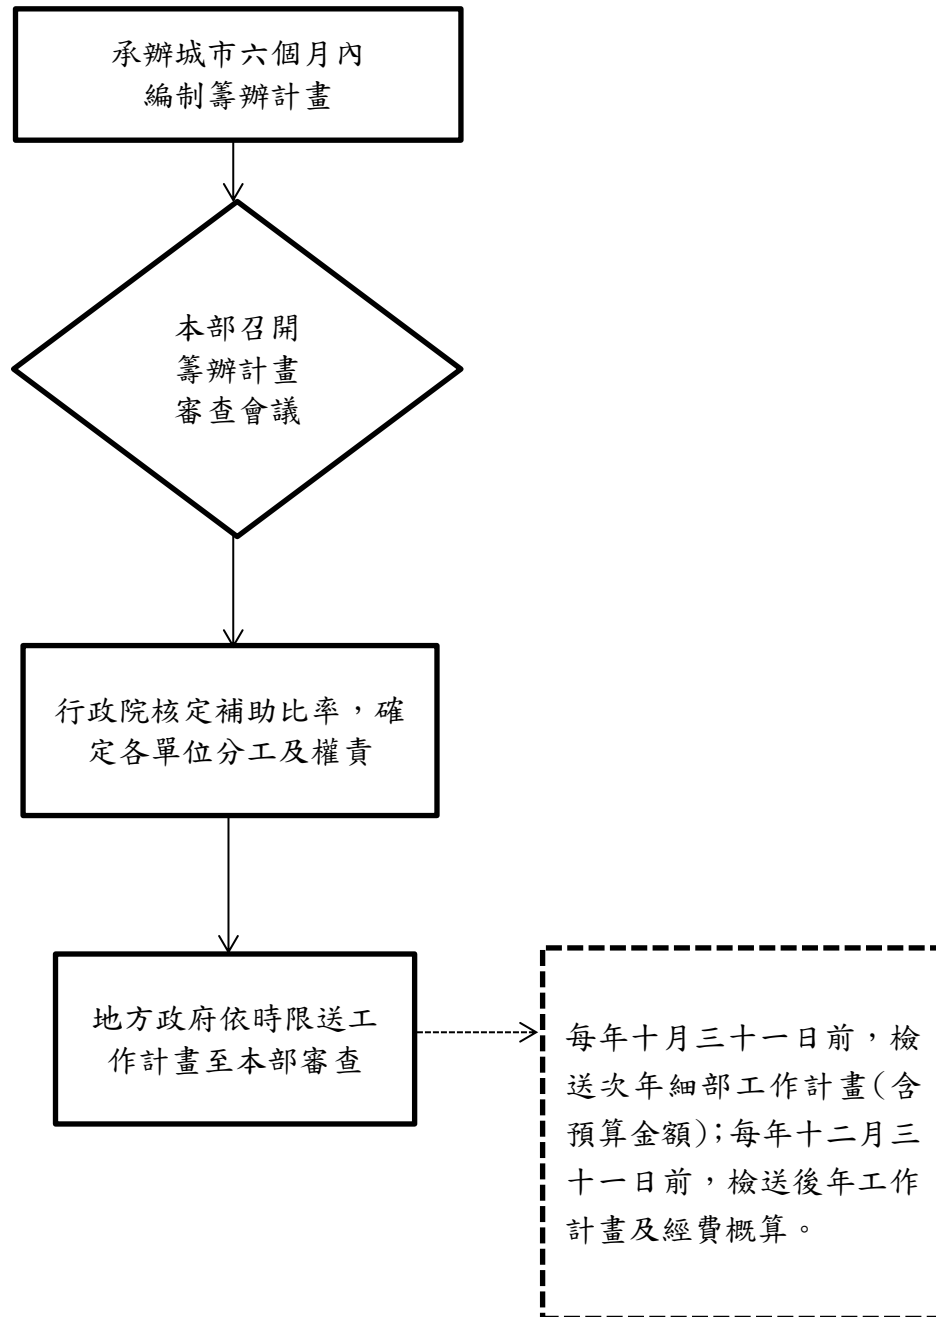 承辦城市六個月內
編制籌辦計畫
本部召開
籌辦計畫
審查會議
行政院核定補助比率，確
定各單位分工及權責
地方政府依時限送工
作計畫至本部審查
每年十月三十一日前，檢
送次年細部工作計畫(含
預算金額);每年十二月三
十一日前，檢送後年工作
計畫及經費概算。